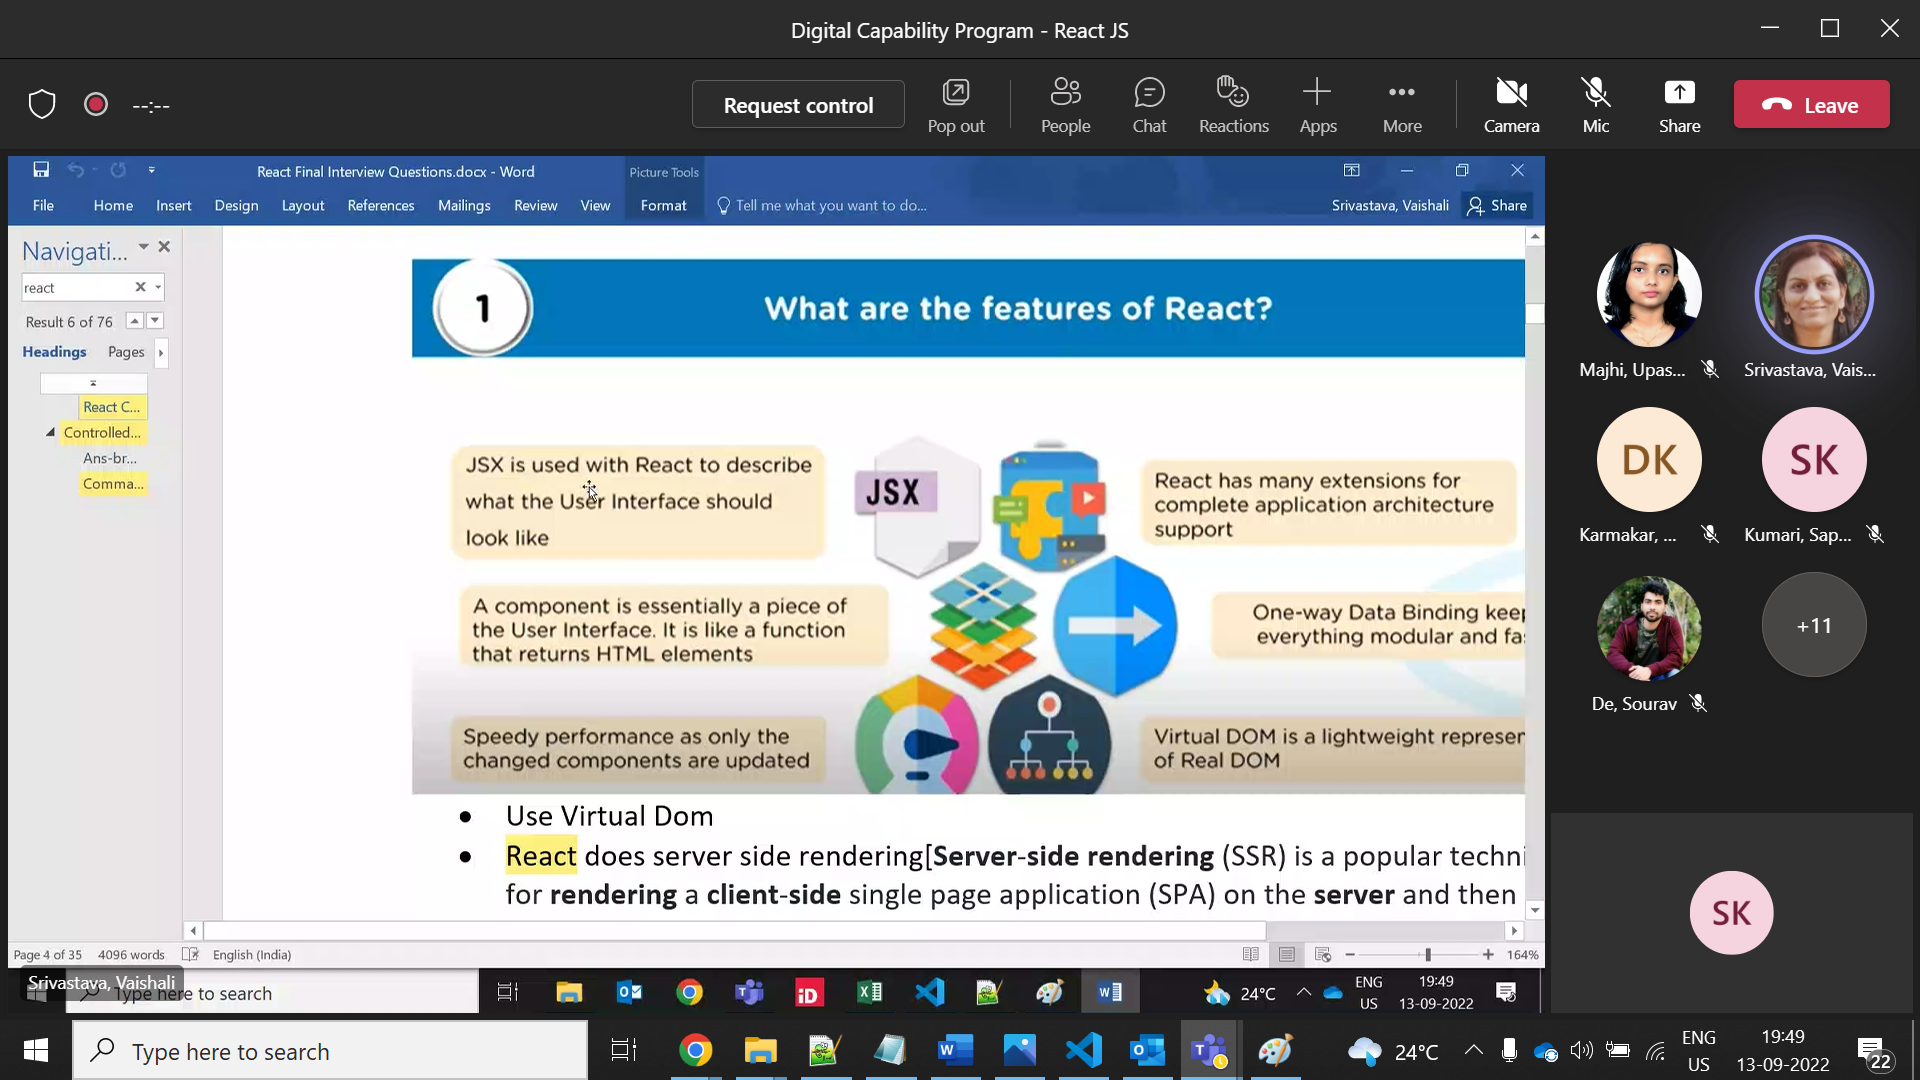 Digital Capability Program - React JS
--:--
Request control
Pop out
People
Chat
Reactions
Apps
More
Camera
Mic
Share
Leave
React Final Interview Questions.docx - Word
Picture Tools
File
Home
Insert
Design
Layout
References
Mailings
Review
View
Format
Tell me what you want to do...
Srivastava, Vaishali
Share
Navigati...
react
Result 6 of 76
Headings
Pages
React C...
Controlled...
Ans-br...
Comma...
1
What are the features of React?
JSX is used with React to describe
what the User Interface should
look like
JSX
React has many extensions for
complete application architecture
support
A component is essentially a piece of
the User Interface. It is like a function
that returns HTML elements
One-way Data Binding keep
everything modular and fa
Speedy performance as only the
changed components are updated
Virtual DOM is a lightweight represen
of Real DOM
• Use Virtual Dom
• React does server side rendering[Server-side rendering (SSR) is a popular techni
for rendering a client-side single page application (SPA) on the server and then
Page 4 of 35
4096 words
English (India)
164%
Srivastava, Vaishali
Type here to search
iD
24°C
ENG
US
19:49
13-09-2022
Majhi, Upas...
Srivastava, Vais...
DK
SK
Karmakar, ...
Kumari, Sap...
De, Sourav
+11
SK
Type here to search
24°C
ENG
US
19:49
13-09-2022
22